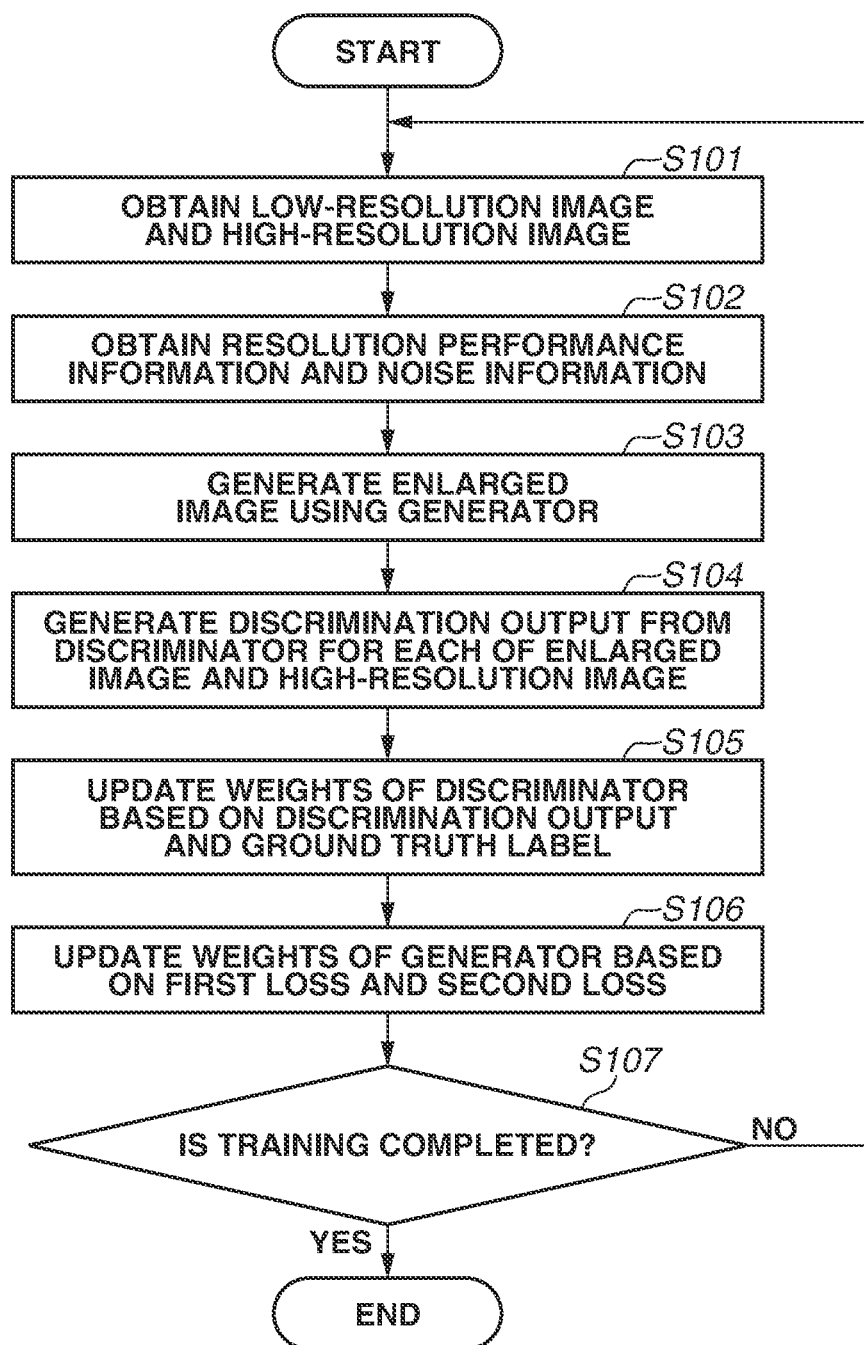 START
S101
OBTAIN LOW-RESOLUTION IMAGE
AND HIGH-RESOLUTION IMAGE
S102
OBTAIN RESOLUTION PERFORMANCE
INFORMATION AND NOISE INFORMATION
S103
GENERATE ENLARGED
IMAGE USING GENERATOR
S104
GENERATE DISCRIMINATION OUTPUT FROM
DISCRIMINATOR FOR EACH OF ENLARGED
IMAGE AND HIGH-RESOLUTION IMAGE
S105
UPDATE WEIGHTS OF DISCRIMINATOR
BASED ON DISCRIMINATION OUTPUT
AND GROUND TRUTH LABEL
S106
UPDATE WEIGHTS OF GENERATOR BASED
ON FIRST LOSS AND SECOND LOSS
S107
IS TRAINING COMPLETED?
NO
YES
END